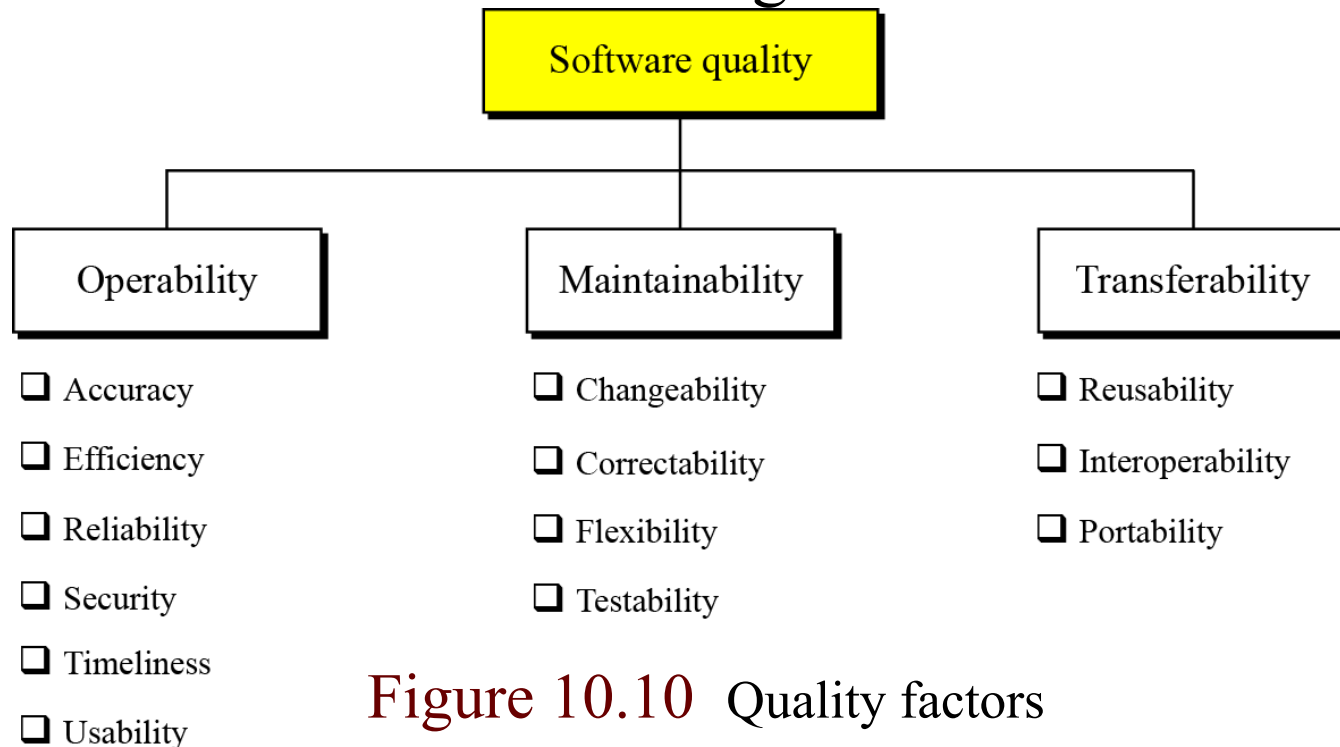 Software quality
Operability
Maintainability
Transferability
Accuracy
Efficiency
Reliability
Security
Timeliness
Usability
Changeability
Correctability
Flexibility
Testability
Reusability
Interoperability
Portability
Figure 10.10 Quality factors